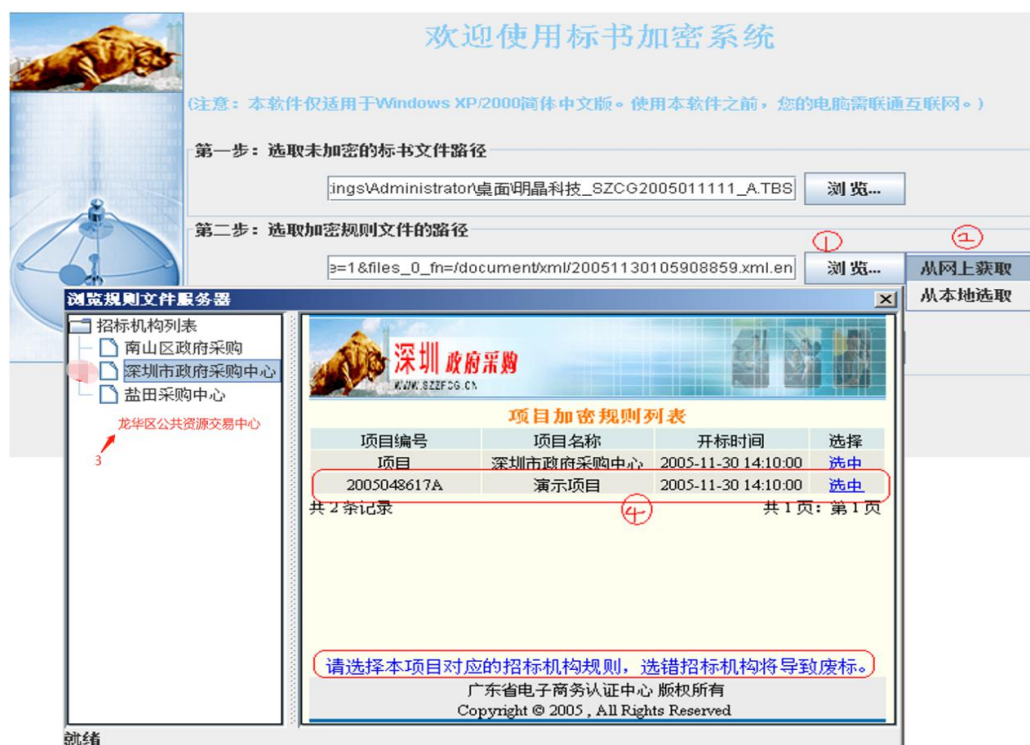 欢迎使用标书加密系统
(注意：本软件仅适用于Windows XP/2000简体中文版。使用本软件之前，您的电脑需联通互联网。)
第一步：选取未加密的标书文件路径
:ings\Administrator\桌面\明晶科技_SZCG2005011111_A.TBS 浏览...
第二步：选取加密规则文件的路径
① ②
e=1&files_0_fn=/document/xml/20051130105908859.xml.en 浏览... 从网上获取
从本地选取
浏览规则文件服务器
招标机构列表
南山区政府采购
深圳市政府采购中心
盐田采购中心
龙华区公共资源交易中心
3
深圳 政府采购
WWW.SZZFCG.CN
项目加密规则列表
项目编号 项目名称 开标时间 选择
项目 深圳市政府采购中心 2005-11-30 14:10:00 选中
2005048617A 演示项目 2005-11-30 14:10:00 选中
共 2 条记录 共 1 页：第 1 页
④
请选择本项目对应的招标机构规则，选错招标机构将导致废标。
广东省电子商务认证中心 版权所有
Copyright © 2005 , All Rights Reserved
就绪